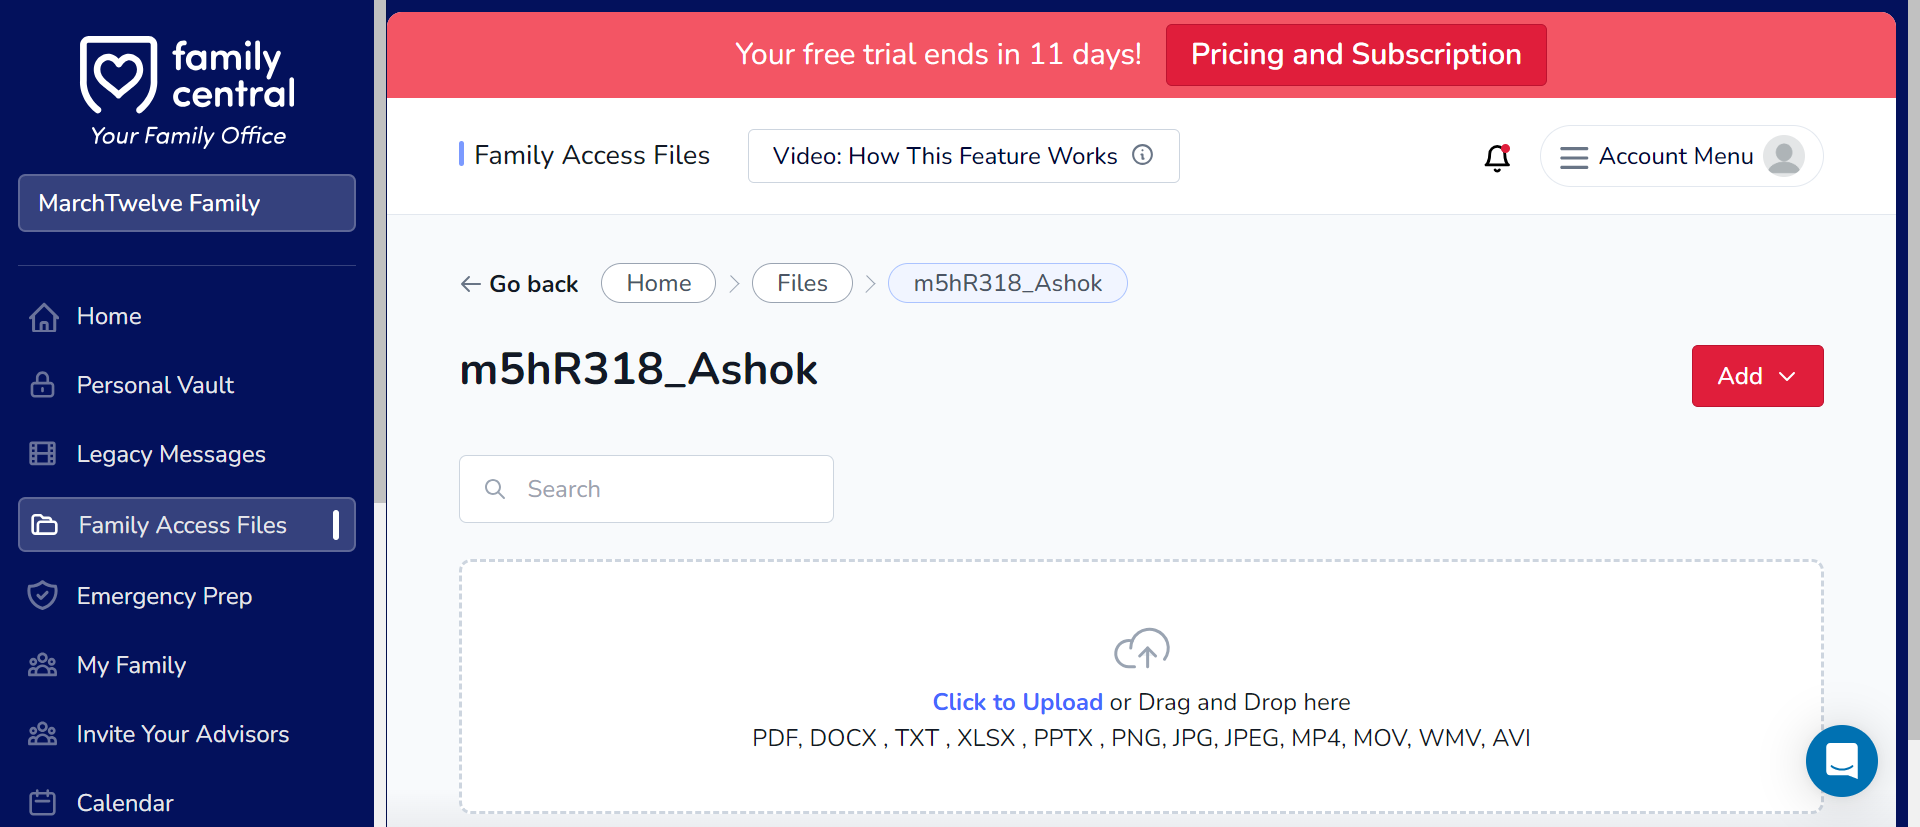 family
central
Your Family Office
MarchTwelve Family
Home
Personal Vault
Legacy Messages
Family Access Files
Emergency Prep
My Family
Invite Your Advisors
Calendar
Your free trial ends in 11 days!
Pricing and Subscription
Family Access Files
Video: How This Feature Works
Account Menu
Go back
Home
Files
m5hR318_Ashok
m5hR318_Ashok
Add
Search
Click to Upload or Drag and Drop here
PDF, DOCX , TXT , XLSX , PPTX , PNG, JPG, JPEG, MP4, MOV, WMV, AVI